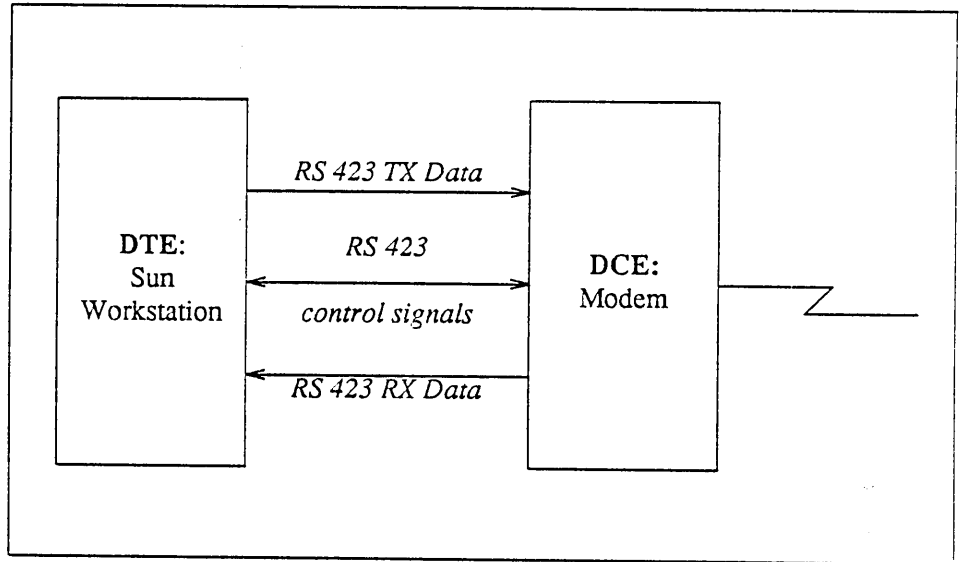 RS 423 TX Data
DTE:
Sun
Workstation
RS 423
control signals
RS 423 RX Data
DCE:
Modem